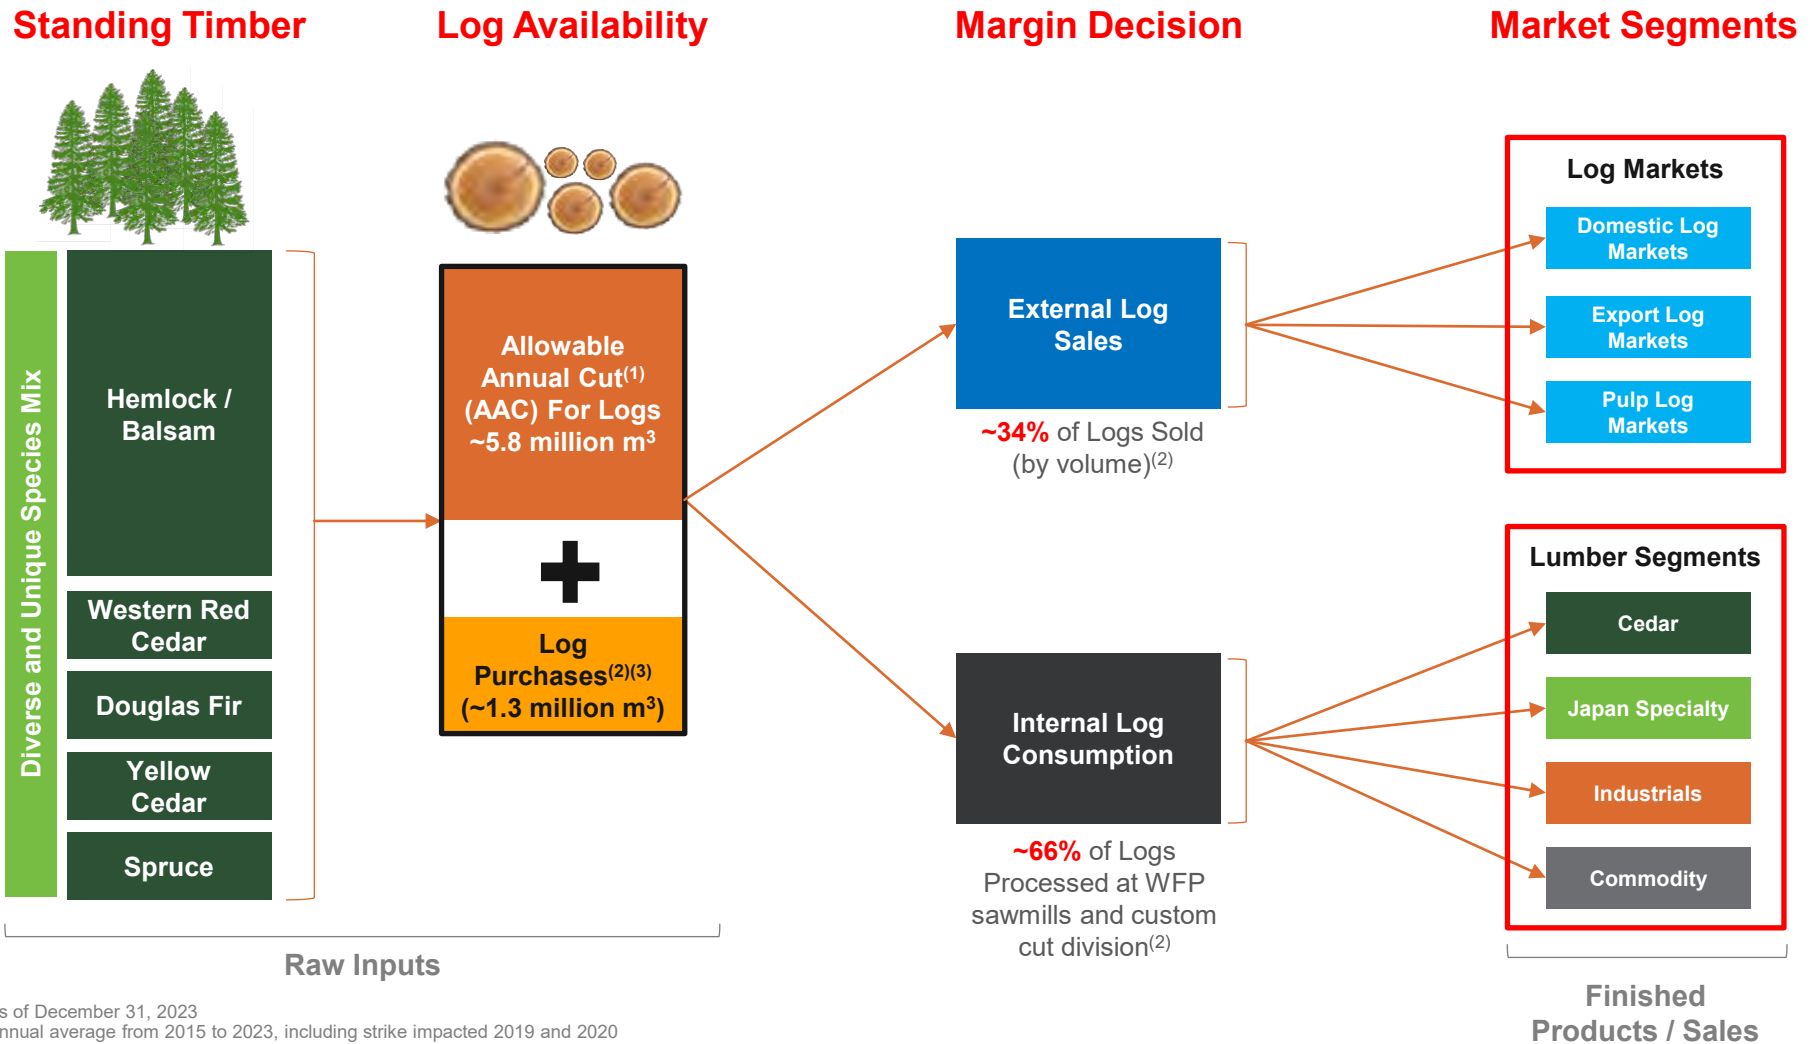 Standing Timber
Log Availability
Margin Decision
Market Segments
Diverse and Unique Species Mix
Hemlock /
Balsam
Western Red
Cedar
Douglas Fir
Yellow
Cedar
Spruce
Allowable
Annual Cut(1)
(AAC) For Logs
~5.8 million m³
Log
Purchases(2)(3)
(~1.3 million m³)
Raw Inputs
External Log
Sales
~34% of Logs Sold
(by volume)(2)
Internal Log
Consumption
~66% of Logs
Processed at WFP
sawmills and custom
cut division(2)
Log Markets
Domestic Log
Markets
Export Log
Markets
Pulp Log
Markets
Lumber Segments
Cedar
Japan Specialty
Industrials
Commodity
Finished
Products / Sales
s of December 31, 2023
nnual average from 2015 to 2023, including strike impacted 2019 and 2020